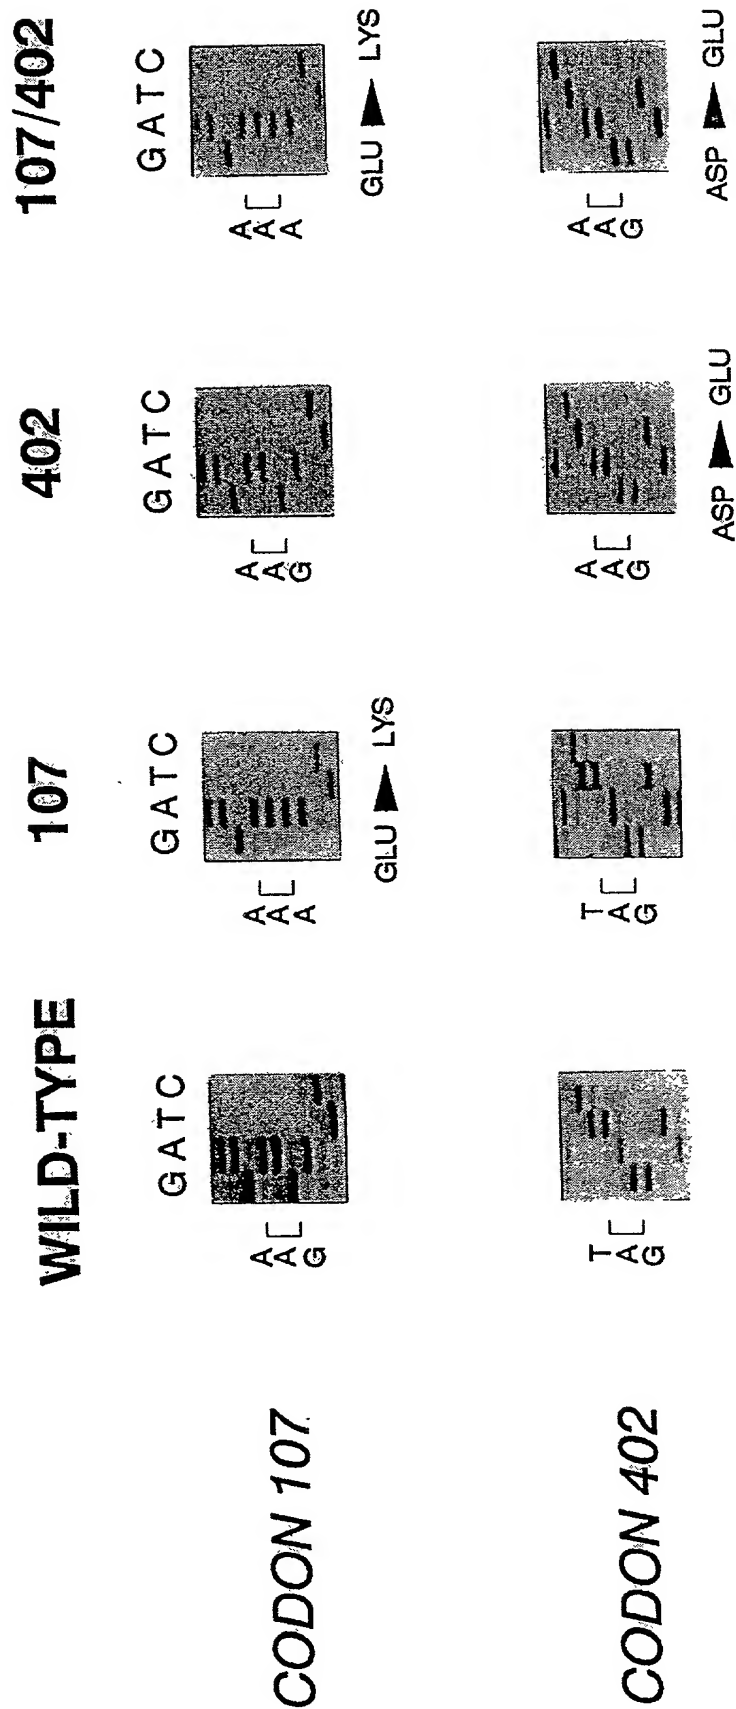 WILD-TYPE 107 402 107/402
GATC GATC GATC GATC
CODON 107
A A A A
A A A A
G A G A
GLU ▶ LYS GLU ▶ LYS
CODON 402
T T A A
A A A A
G G G G
ASP ▶ GLU ASP ▶ GLU